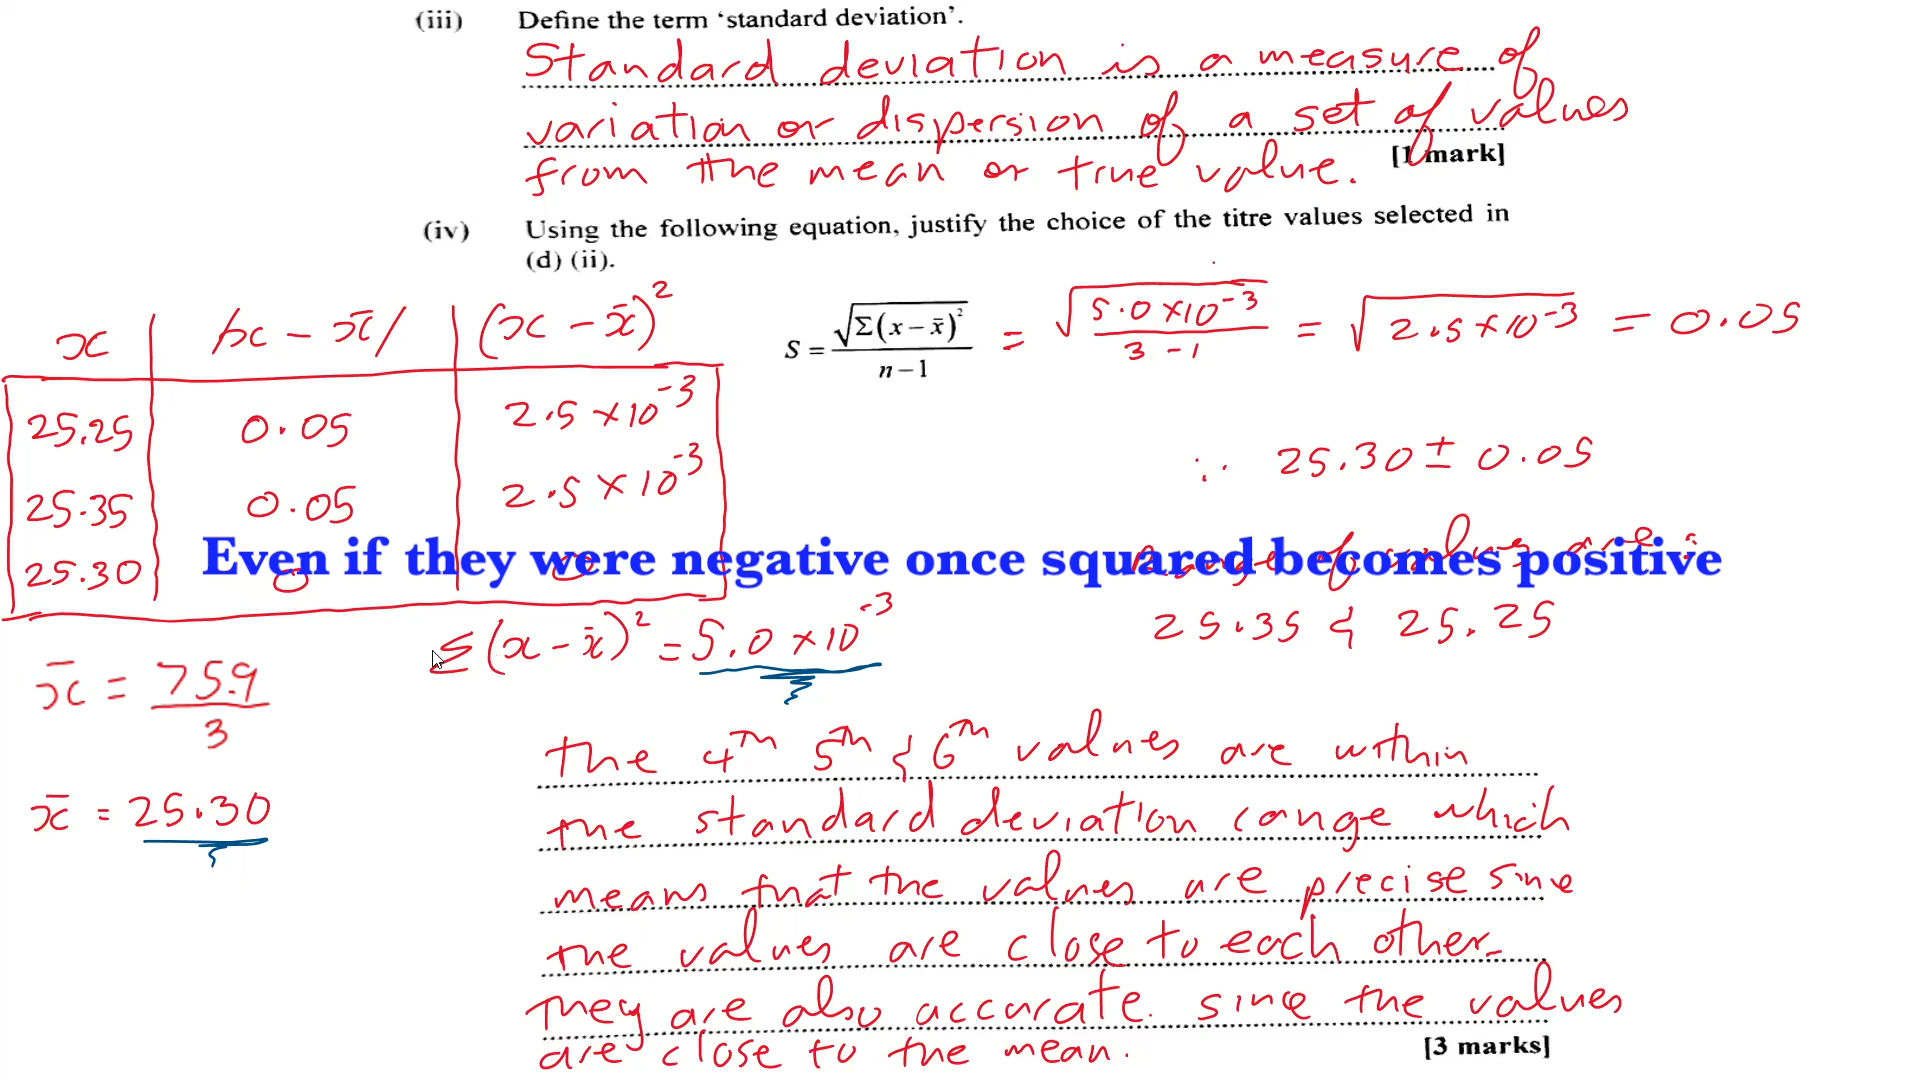 (iii) Define the term ‘standard deviation’.
Standard deviation is a measure of
variation or dispersion of a set of values
from the mean or true value. [1 mark]
(iv) Using the following equation, justify the choice of the titre values selected in
(d) (ii).
x | |x - x̄| | (x - x̄)²
25.25 | 0.05 | 2.5 × 10⁻³
25.35 | 0.05 | 2.5 × 10⁻³
25.30 | 0 | 0
S = √Σ(x – x̄)² / n – 1 = √(5.0 × 10⁻³ / 3 - 1) = √2.5 × 10⁻³ = 0.05
∴ 25.30 ± 0.05
Range of values are :
25.35 & 25.25
Even if they were negative once squared becomes positive
Σ(x - x̄)² = 5.0 × 10⁻³
x̄ = 75.9 / 3
x̄ = 25.30
The 4th 5th & 6th values are within
the standard deviation range which
means that the values are precise since
the values are close to each other.
They are also accurate. since the values
are close to the mean.
[3 marks]